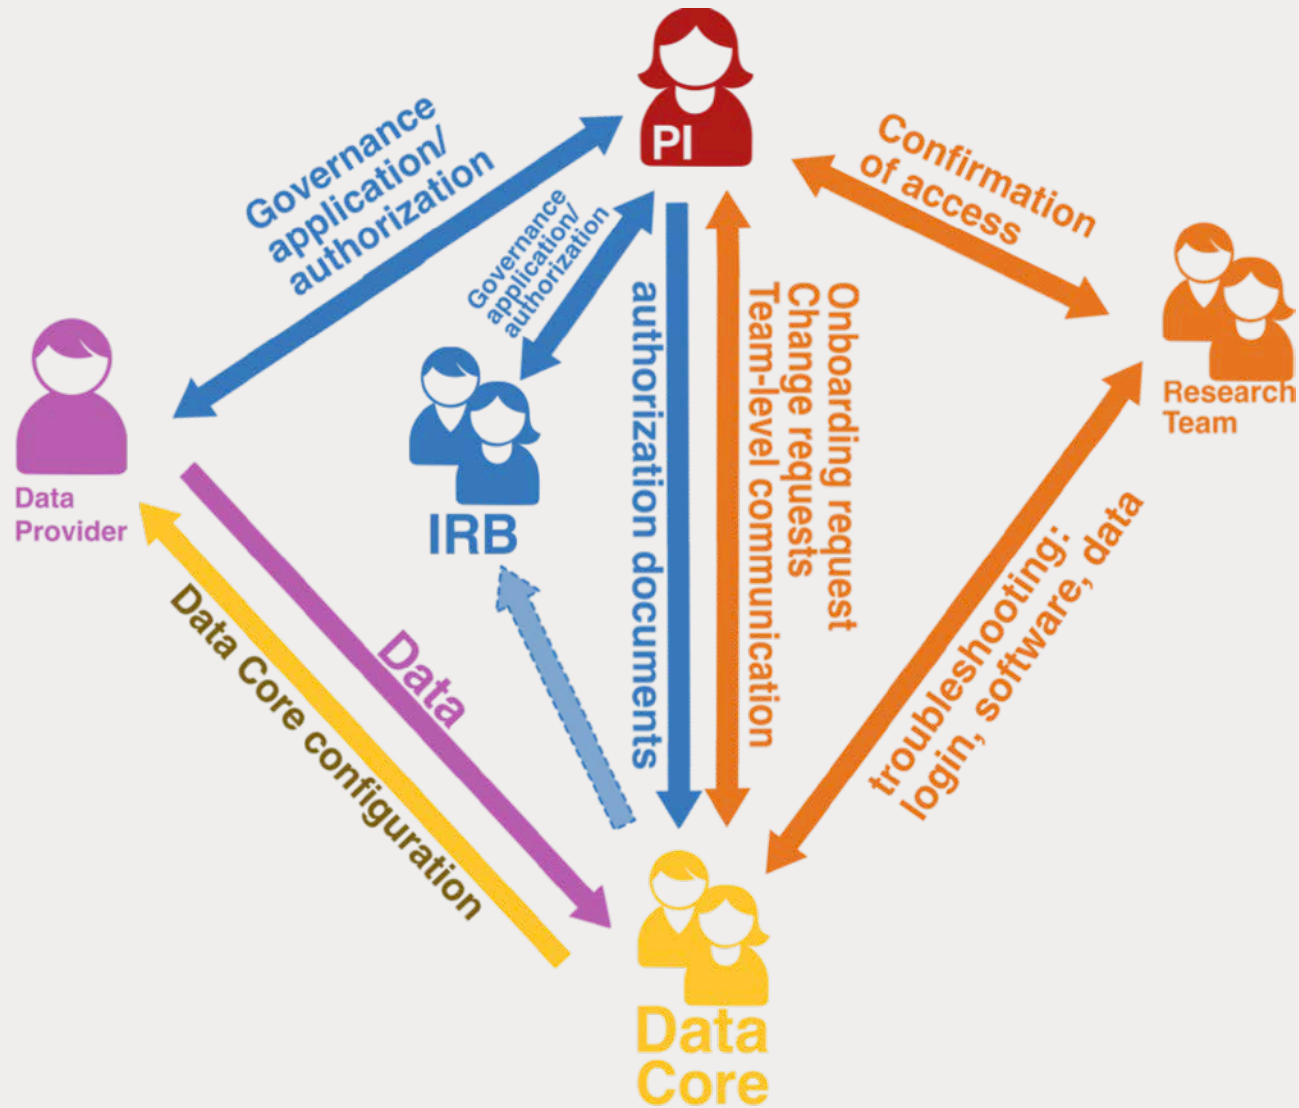 PI
Governance
application/
authorization
Governance
application/
authorization
Confirmation
of access
Research
Team
Data
Provider
IRB
authorization documents
Onboarding request
Change requests
Team-level communication
troubleshooting:
login, software, data
Data
Data Core configuration
Data
Core